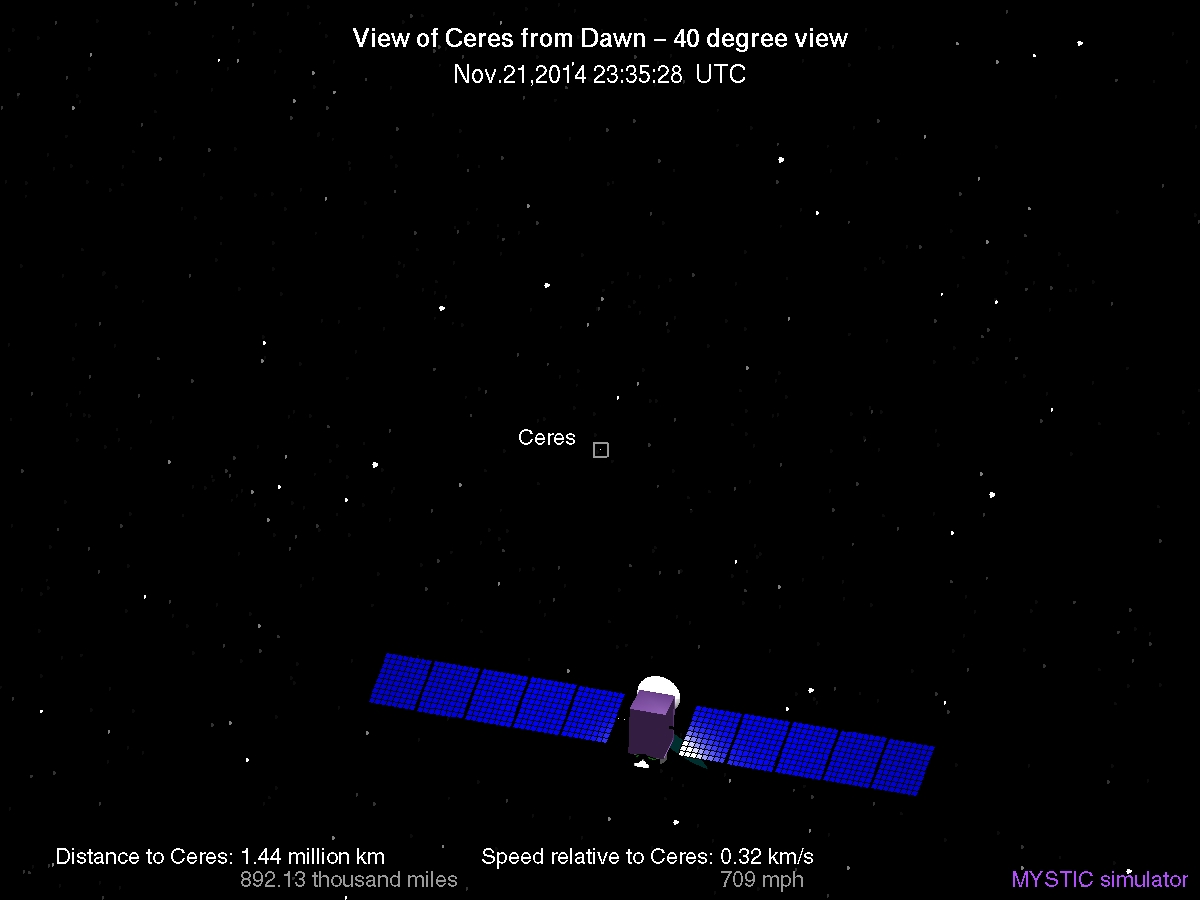 View of Ceres from Dawn – 40 degree view
Nov.21,2014 23:35:28 UTC
Ceres
Distance to Ceres: 1.44 million km
892.13 thousand miles
Speed relative to Ceres: 0.32 km/s
709 mph
MYSTIC simulator